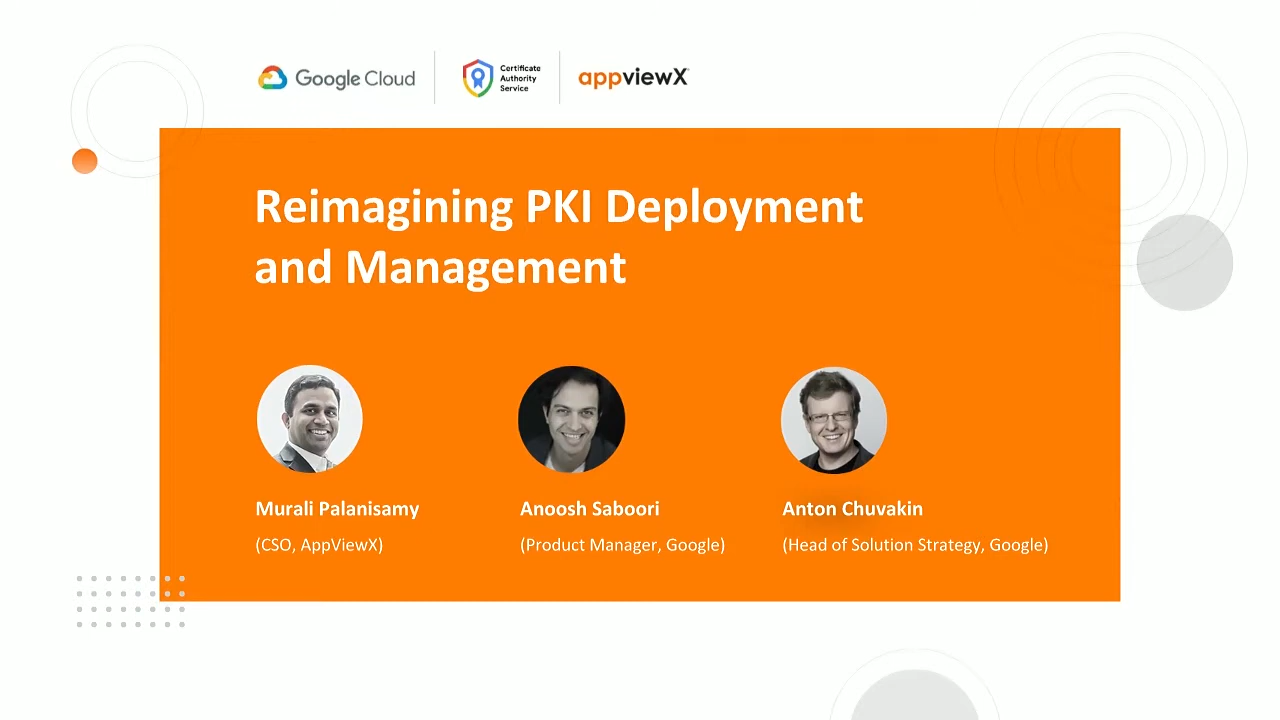 Google Cloud
Certificate
Authority
Service
appviewX
Reimagining PKI Deployment
and Management
Murali Palanisamy
(CSO, AppViewX)
Anoosh Saboori
(Product Manager, Google)
Anton Chuvakin
(Head of Solution Strategy, Google)